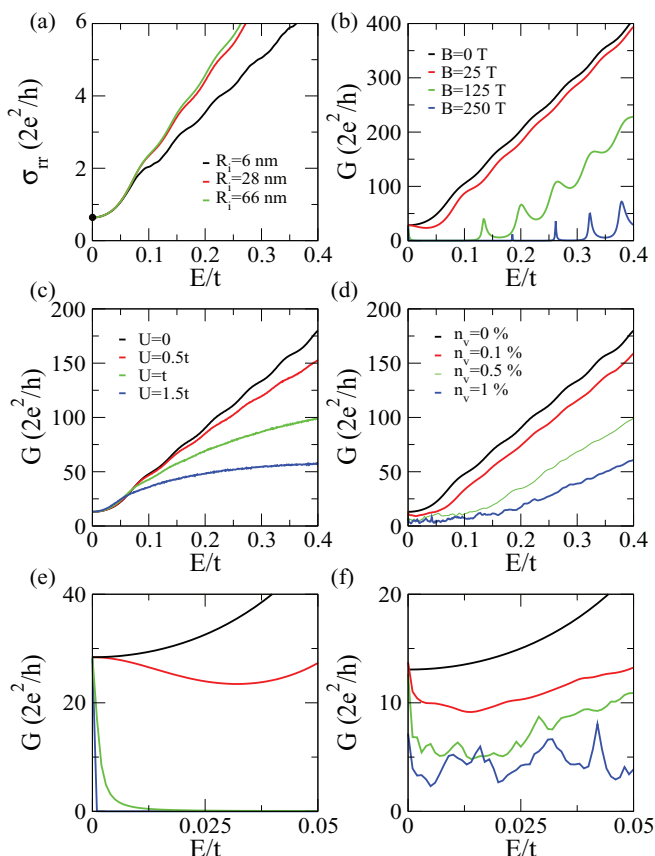 (a)
6
4
2
0
σ_rr (2e²/h)
R_i=6 nm
R_i=28 nm
R_i=66 nm
0 0.1 0.2 0.3 0.4
E/t
(b)
400
300
200
100
0
G (2e²/h)
B=0 T
B=25 T
B=125 T
B=250 T
0 0.1 0.2 0.3 0.4
E/t
(c)
200
150
100
50
0
G (2e²/h)
U=0
U=0.5t
U=t
U=1.5t
0 0.1 0.2 0.3 0.4
E/t
(d)
200
150
100
50
0
G (2e²/h)
n_v=0 %
n_v=0.1 %
n_v=0.5 %
n_v=1 %
0 0.1 0.2 0.3 0.4
E/t
(e)
40
20
0
G (2e²/h)
0 0.025 0.05
E/t
(f)
20
10
0
G (2e²/h)
0 0.025 0.05
E/t